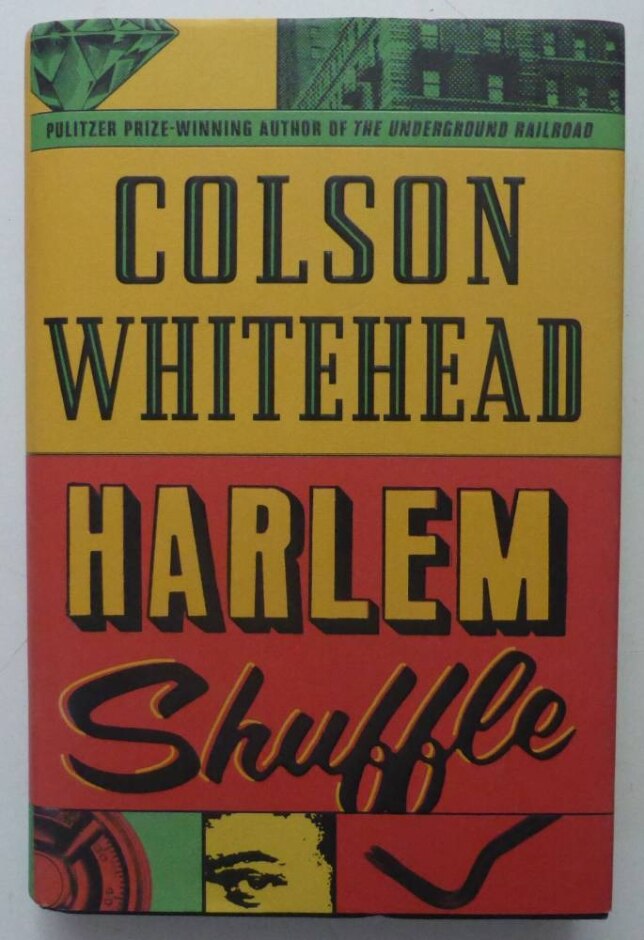 PULITZER PRIZE-WINNING AUTHOR OF THE UNDERGROUND RAILROAD
COLSON
WHITEHEAD
HARLEM
Shuffle